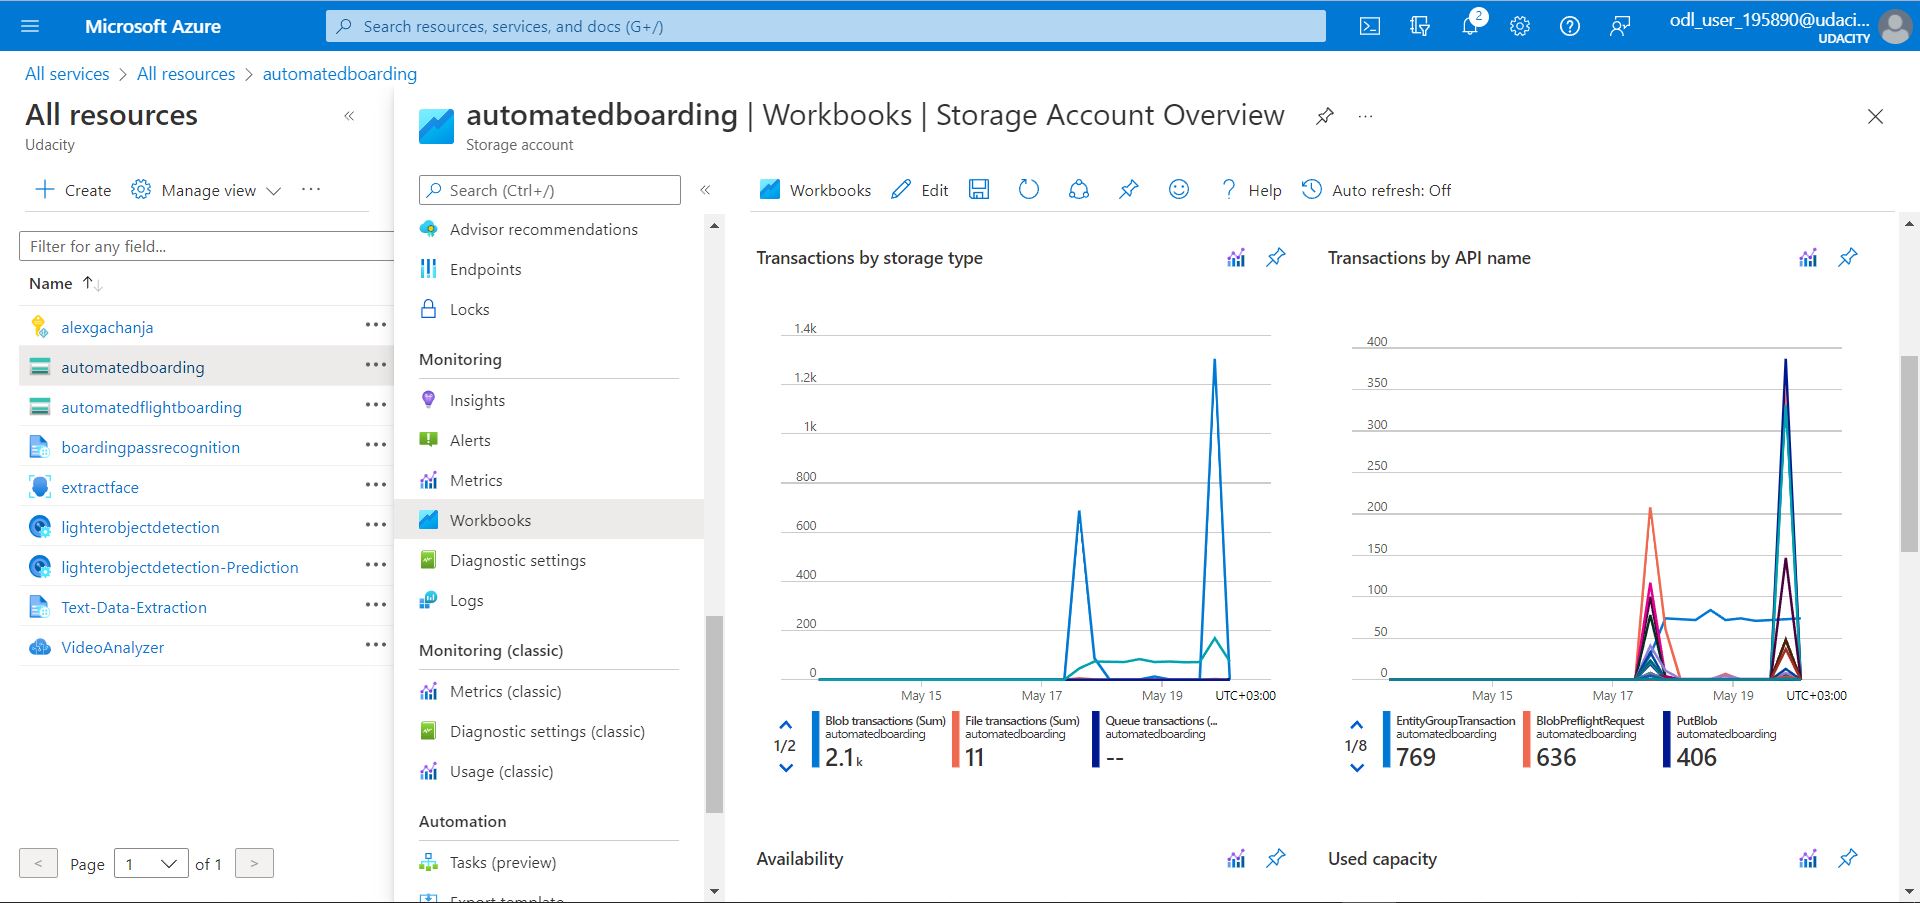 Microsoft Azure
Search resources, services, and docs (G+/)
2
odl_user_195890@udaci...
UDACITY
All services > All resources > automatedboarding
All resources
Udacity
«
Create
Manage view
...
Filter for any field...
Name
alexgachanja
automatedboarding
automatedflightboarding
boardingpassrecognition
extractface
lighterobjectdetection
lighterobjectdetection-Prediction
Text-Data-Extraction
VideoAnalyzer
< Page 1 of 1 >
automatedboarding | Workbooks | Storage Account Overview
...
Storage account
Search (Ctrl+/)
«
Advisor recommendations
Endpoints
Locks
Monitoring
Insights
Alerts
Metrics
Workbooks
Diagnostic settings
Logs
Monitoring (classic)
Metrics (classic)
Diagnostic settings (classic)
Usage (classic)
Automation
Tasks (preview)
Export template
Workbooks
Edit
? Help
Auto refresh: Off
Transactions by storage type
1.4k
1.2k
1k
800
600
400
200
0
May 15 May 17 May 19 UTC+03:00
1/2
Blob transactions (Sum)
automatedboarding
2.1k
File transactions (Sum)
automatedboarding
11
Queue transactions (...
automatedboarding
--
Transactions by API name
400
350
300
250
200
150
100
50
0
May 15 May 17 May 19 UTC+03:00
1/8
EntityGroupTransaction
automatedboarding
769
BlobPreflightRequest
automatedboarding
636
PutBlob
automatedboarding
406
Availability
Used capacity